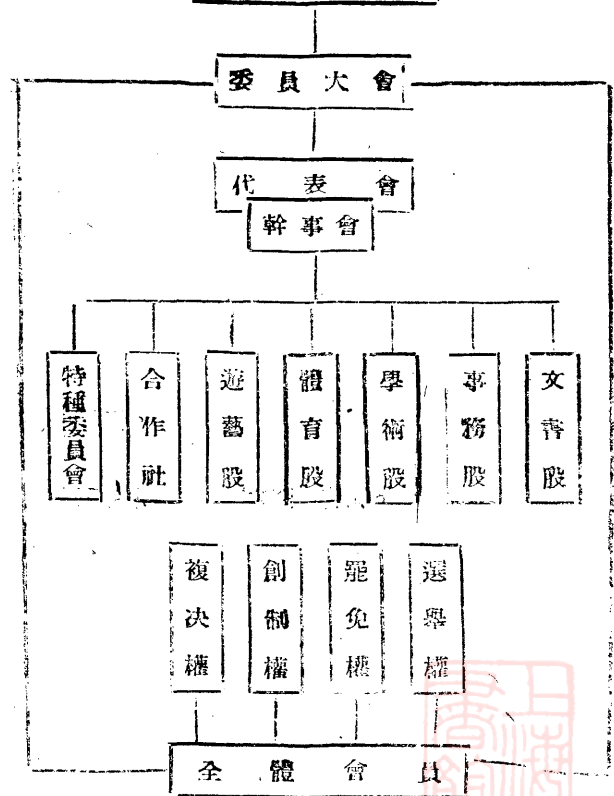 委員大會
代表會
幹事會
文書股
事務股
學術股
體育股
遊藝股
合作社
特種委員會
選舉權
罷免權
創制權
複决權
全體會員